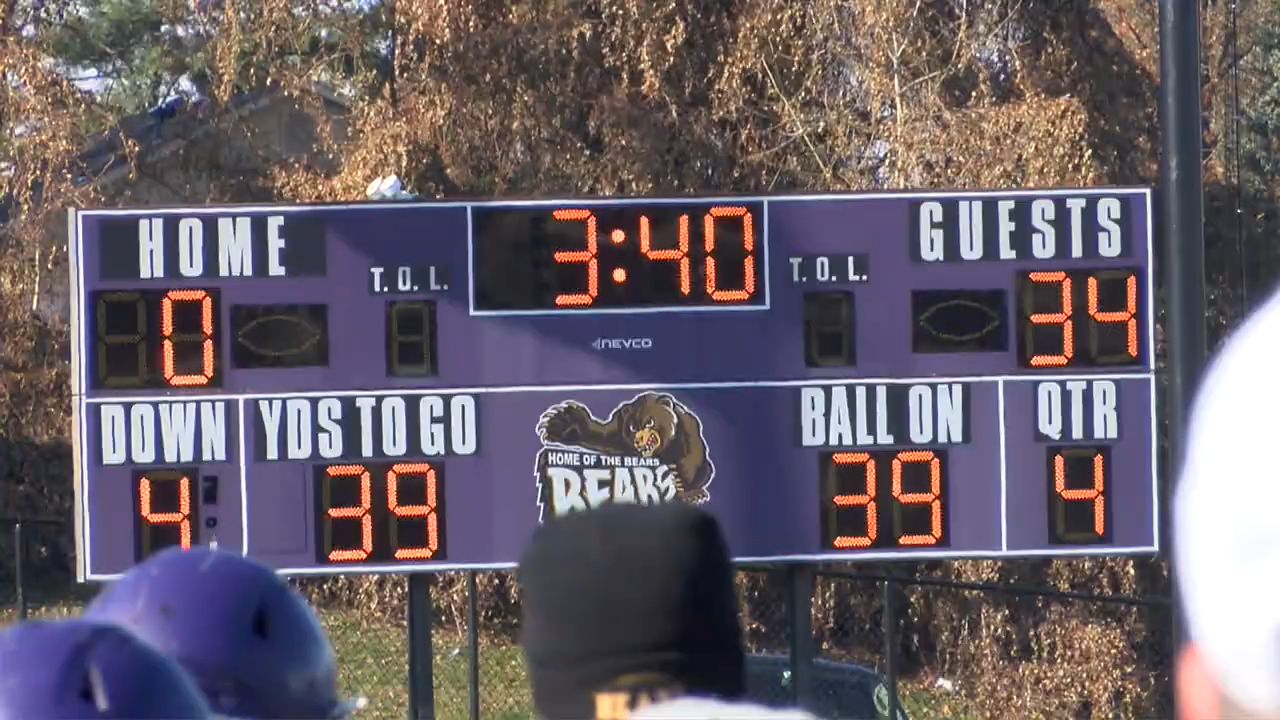 HOME
3:40
GUESTS
T.O.L.
T.O.L.
0
34
NEVCO
DOWN
YDS TO GO
BALL ON
QTR
HOME OF THE BEARS
BEARS
4
39
39
4